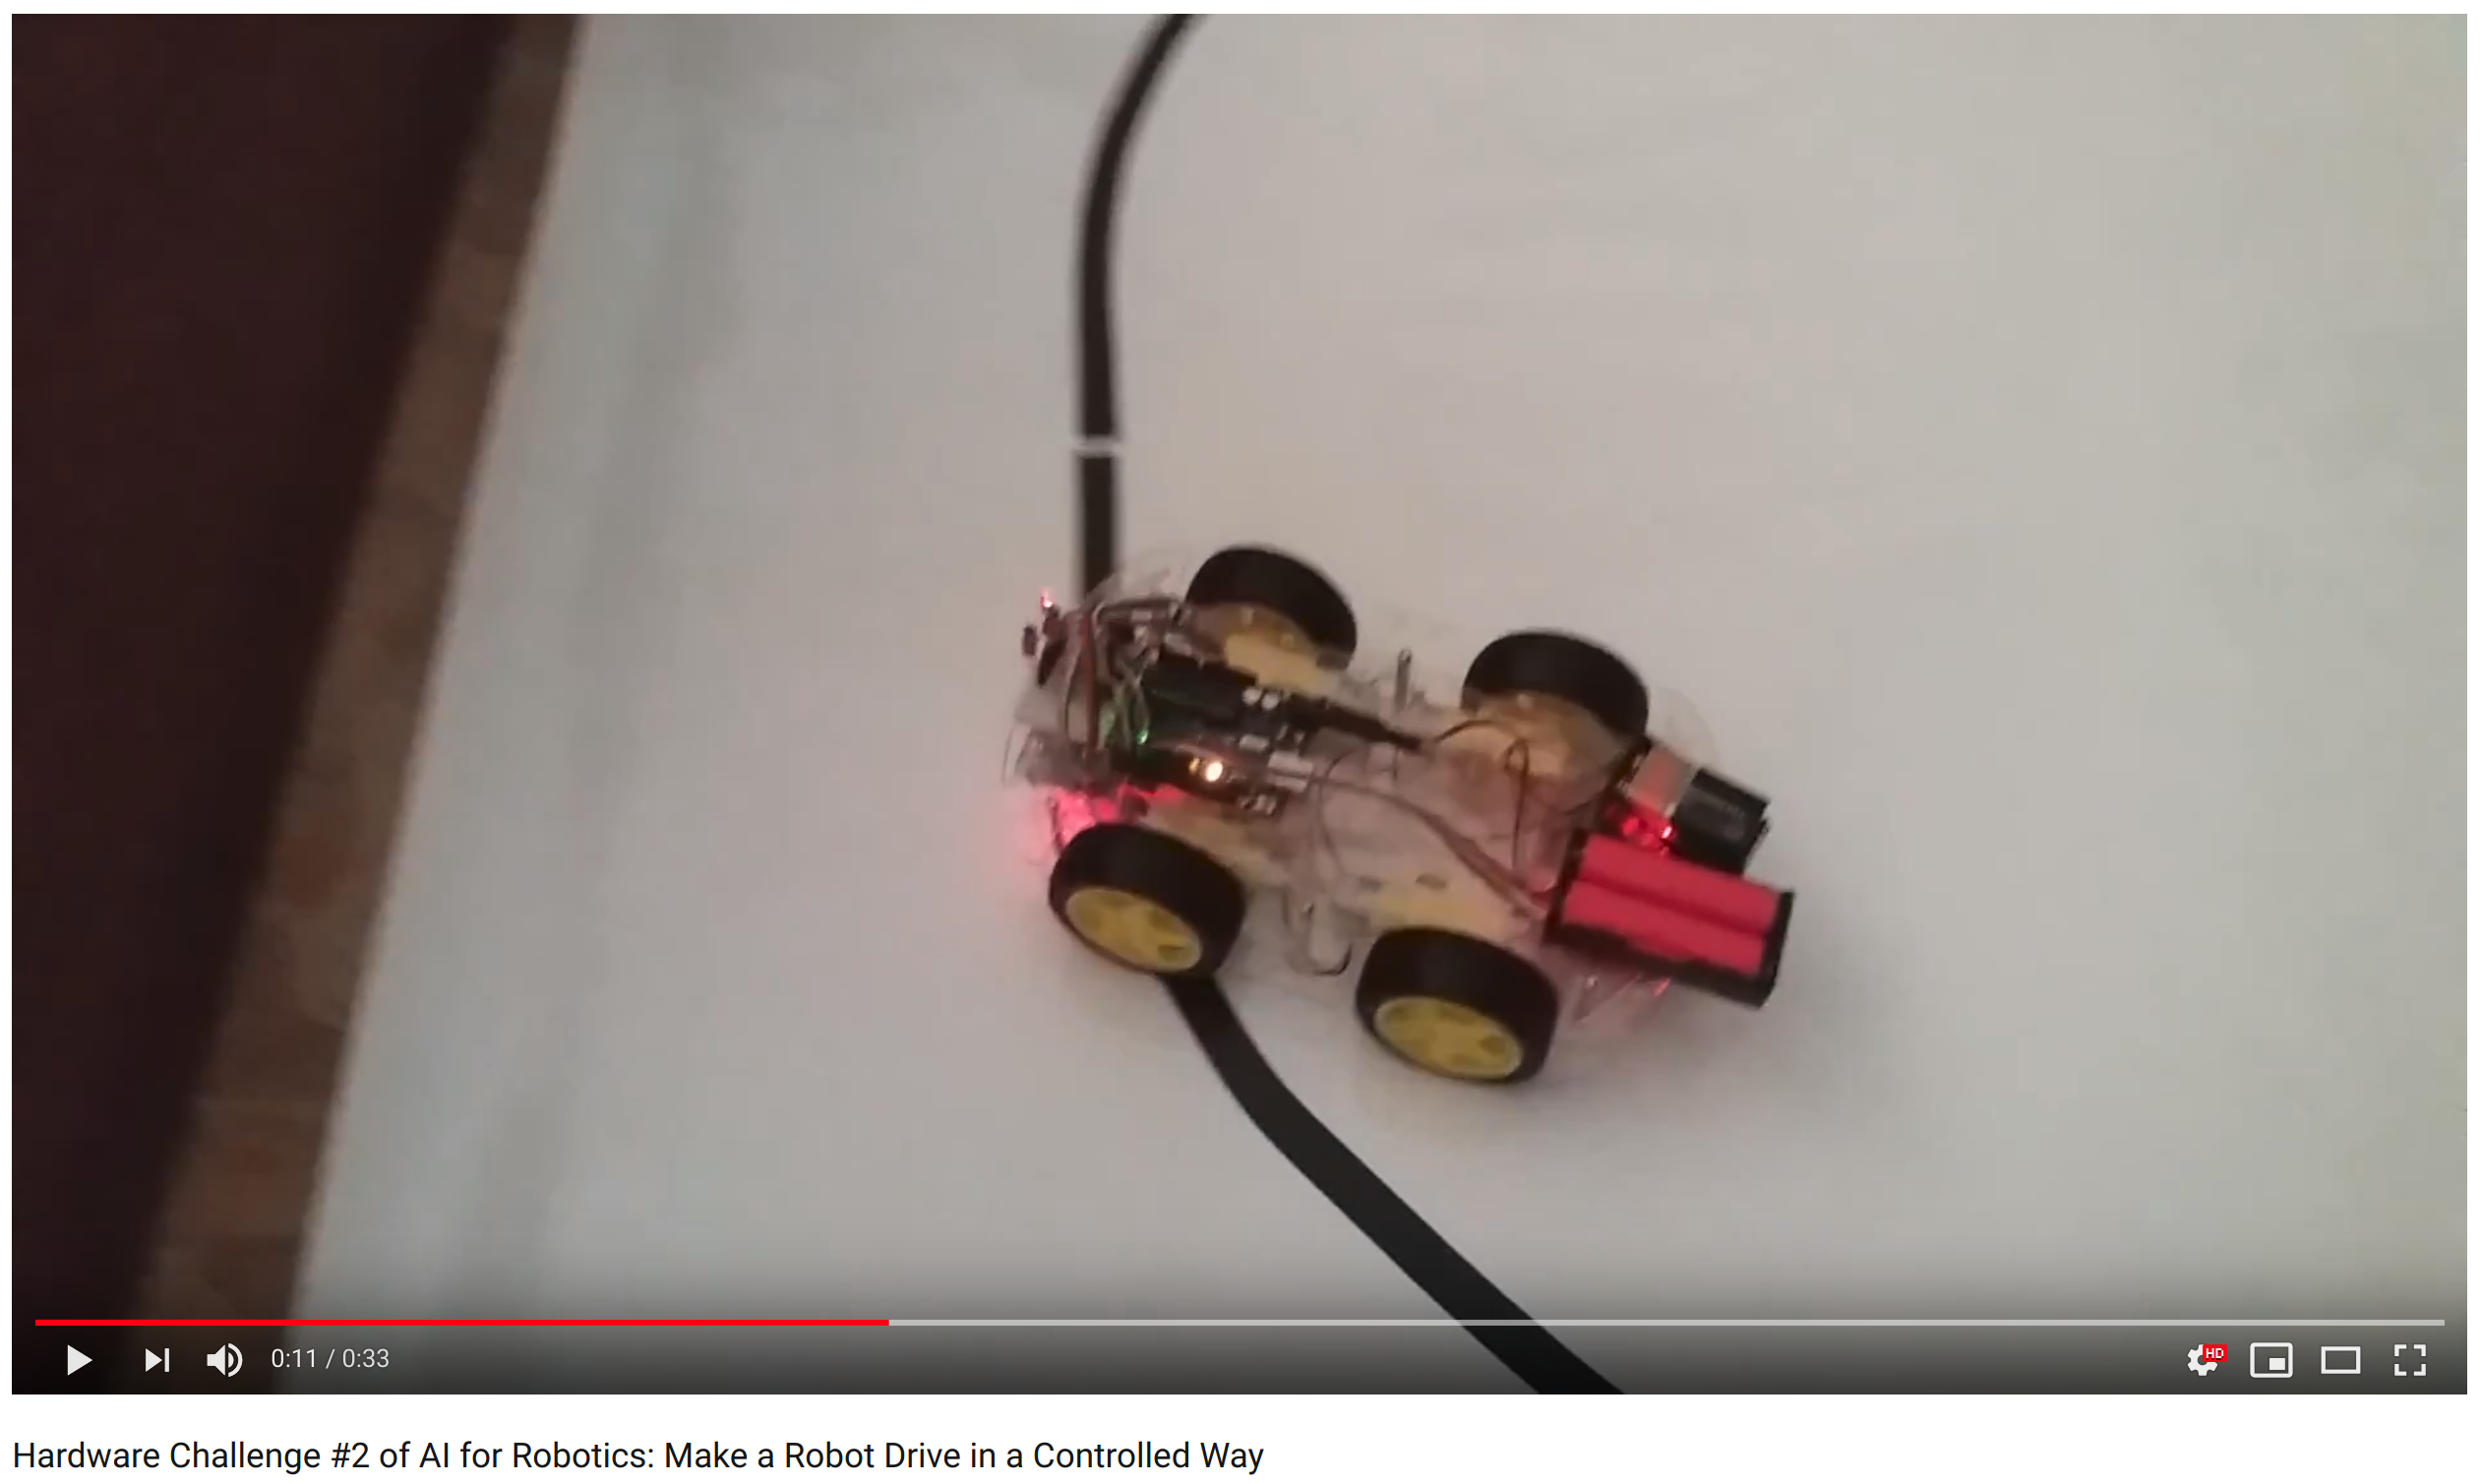 0:11 / 0:33
HD
Hardware Challenge #2 of AI for Robotics: Make a Robot Drive in a Controlled Way